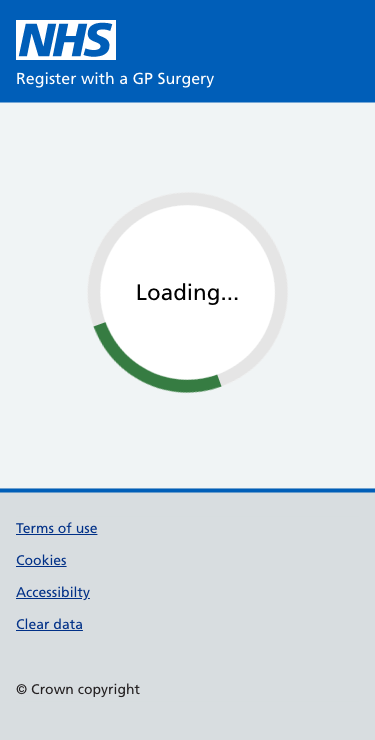 NHS
Register with a GP Surgery
Loading...
Terms of use
Cookies
Accessibilty
Clear data
© Crown copyright